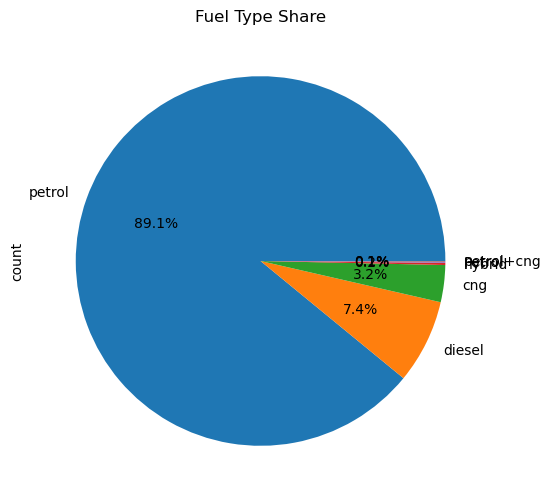 Fuel Type Share
petrol
89.1%
count
petrol+cng
hybrid
3.2%
cng
7.4%
diesel